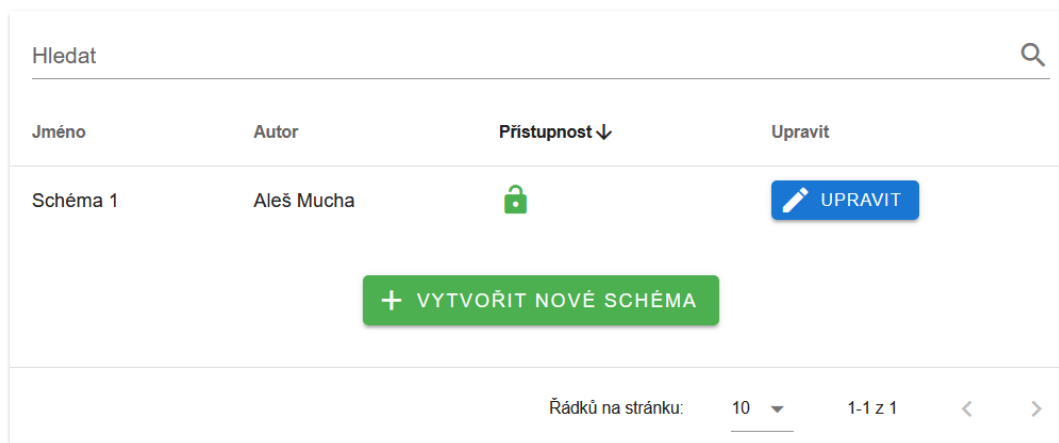 Hledat
Jméno Autor Přístupnost Upravit
Schéma 1 Aleš Mucha UPRAVIT
VYTVOŘIT NOVÉ SCHÉMA
Řádků na stránku: 10 1-1 z 1